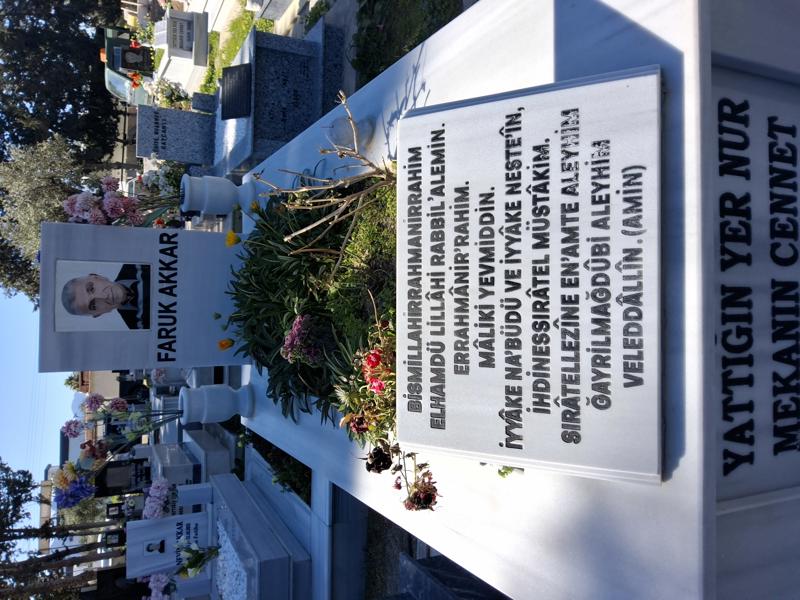 FARUK AKKAR
BİSMİLLAHİRRAHMANİRRAHİM
ELHAMDÜ LİLLÂHİ RABBİL'ALEMİN.
ERRAHMÂNİR'RAHİM.
MÂLİKİ YEVMİDDİN.
İYYÂKE NA'BÜDÜ VE İYYÂKE NESTE'ÎN,
İHDİNESSIRÂTEL MÜSTÂKİM.
SIRÂTELLEZÎNE EN'AMTE ALEYHİM
ĞAYRİLMAĞDÛBİ ALEYHİM
VELEDDÂLLÎN.(AMİN)
YATTIĞIN YER NUR
MEKANIN CENNET